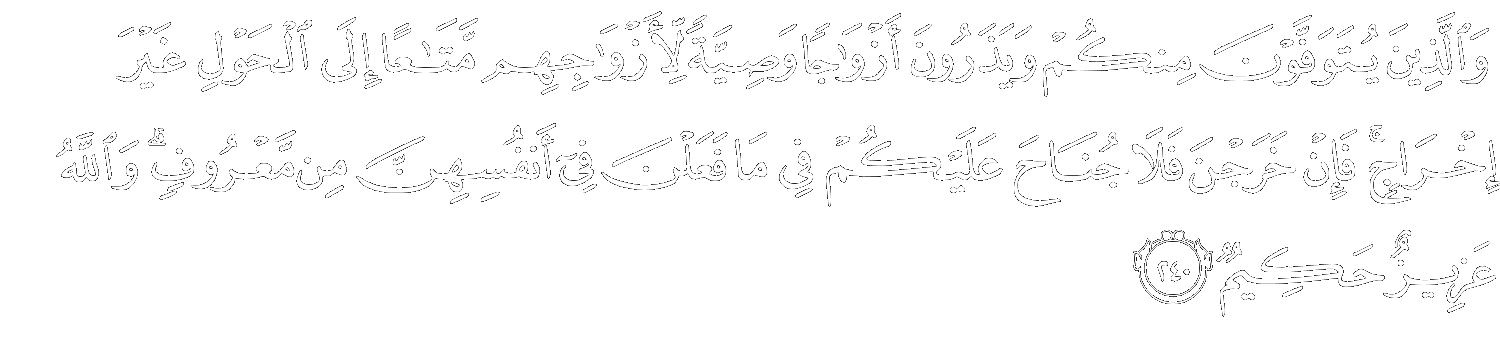 وَٱلَّذِينَ يُتَوَفَّوْنَ مِنكُمْ وَيَذَرُونَ أَزْوَٰجًا وَصِيَّةً لِّأَزْوَٰجِهِم مَّتَـٰعًا إِلَى ٱلْحَوْلِ غَيْرَ
إِخْرَاجٍ ۚ فَإِنْ خَرَجْنَ فَلَا جُنَاحَ عَلَيْكُمْ فِى مَا فَعَلْنَ فِىٓ أَنفُسِهِنَّ مِن مَّعْرُوفٍ ۗ وَٱللَّهُ
عَزِيزٌ حَكِيمٌ ٢٤٠